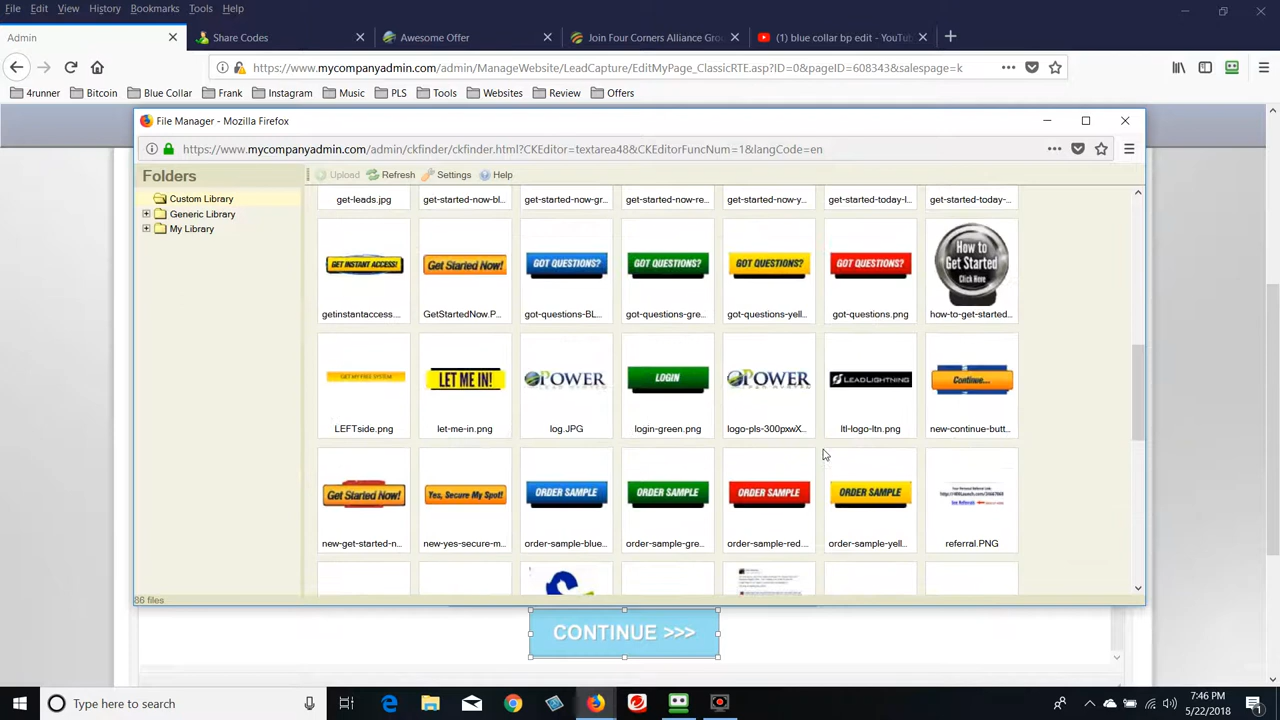 File Edit View History Bookmarks Tools Help
Admin
Share Codes
Awesome Offer
Join Four Corners Alliance Gro
(1) blue collar bp edit - YouTu
https://www.mycompanyadmin.com/admin/ManageWebsite/LeadCapture/EditMyPage_ClassicRTE.asp?ID=0&pageID=608343&salespage=k
4runner Bitcoin Blue Collar Frank Instagram Music PLS Tools Websites Review Offers
File Manager - Mozilla Firefox
https://www.mycompanyadmin.com/admin/ckfinder/ckfinder.html?CKEditor=textarea48&CKEditorFuncNum=1&langCode=en
Folders
Upload Refresh Settings Help
Custom Library
Generic Library
My Library
get-leads.jpg get-started-now-bl... get-started-now-gr... get-started-now-re... get-started-now-y... get-started-today-l... get-started-today-...
GET INSTANT ACCESS! Get Started Now! GOT QUESTIONS? GOT QUESTIONS? GOT QUESTIONS? GOT QUESTIONS?
How to
Get Started
Click Here
getinstantaccess.... GetStartedNow.P... got-questions-BL... got-questions-gre... got-questions-yell... got-questions.png how-to-get-started...
GET MY FREE SYSTEM LET ME IN! POWER LOGIN POWER LEADLIGHTNING Continue...
LEFTside.png let-me-in.png log.JPG login-green.png logo-pls-300pxwX... ltl-logo-ltn.png new-continue-butt...
Get Started Now! Yes, Secure My Spot! ORDER SAMPLE ORDER SAMPLE ORDER SAMPLE ORDER SAMPLE
Your Personal Referral Link:
See Referrals
new-get-started-n... new-yes-secure-m... order-sample-blue... order-sample-gre... order-sample-red.... order-sample-yell... referral.PNG
86 files
CONTINUE >>>
Type here to search
7:46 PM
5/22/2018